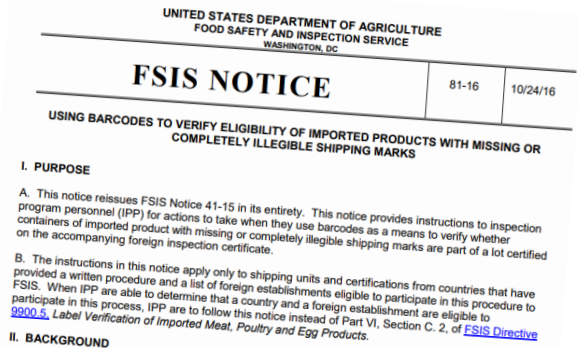 UNITED STATES DEPARTMENT OF AGRICULTURE
FOOD SAFETY AND INSPECTION SERVICE
WASHINGTON, DC
FSIS NOTICE
81-16
10/24/16
USING BARCODES TO VERIFY ELIGIBILITY OF IMPORTED PRODUCTS WITH MISSING OR
COMPLETELY ILLEGIBLE SHIPPING MARKS
I. PURPOSE
A. This notice reissues FSIS Notice 41-15 in its entirety. This notice provides instructions to inspection
program personnel (IPP) for actions to take when they use barcodes as a means to verify whether
containers of imported product with missing or completely illegible shipping marks are part of a lot certified
on the accompanying foreign inspection certificate.
B. The instructions in this notice apply only to shipping units and certifications from countries that have
provided a written procedure and a list of foreign establishments eligible to participate in this procedure to
FSIS. When IPP are able to determine that a country and a foreign establishment are eligible to
participate in this process, IPP are to follow this notice instead of Part VI, Section C. 2, of FSIS Directive
9900.5, Label Verification of Imported Meat, Poultry and Egg Products.
II. BACKGROUND